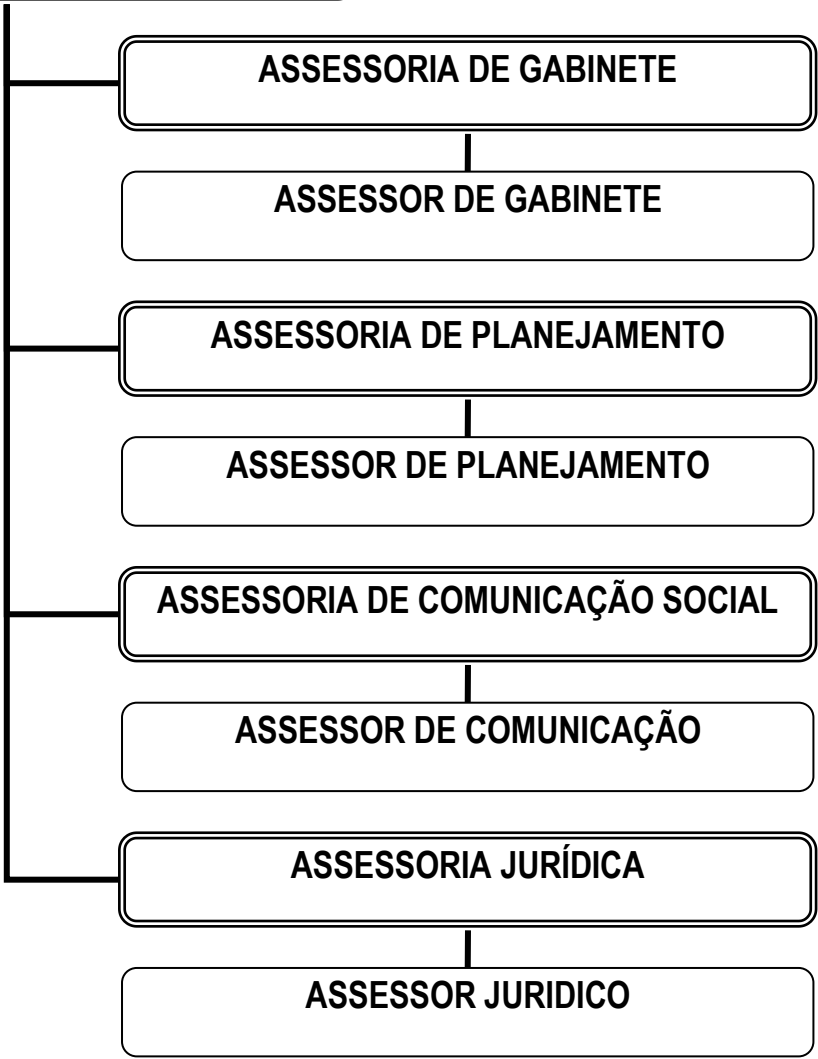 ASSESSORIA DE GABINETE
ASSESSOR DE GABINETE
ASSESSORIA DE PLANEJAMENTO
ASSESSOR DE PLANEJAMENTO
ASSESSORIA DE COMUNICAÇÃO SOCIAL
ASSESSOR DE COMUNICAÇÃO
ASSESSORIA JURÍDICA
ASSESSOR JURIDICO